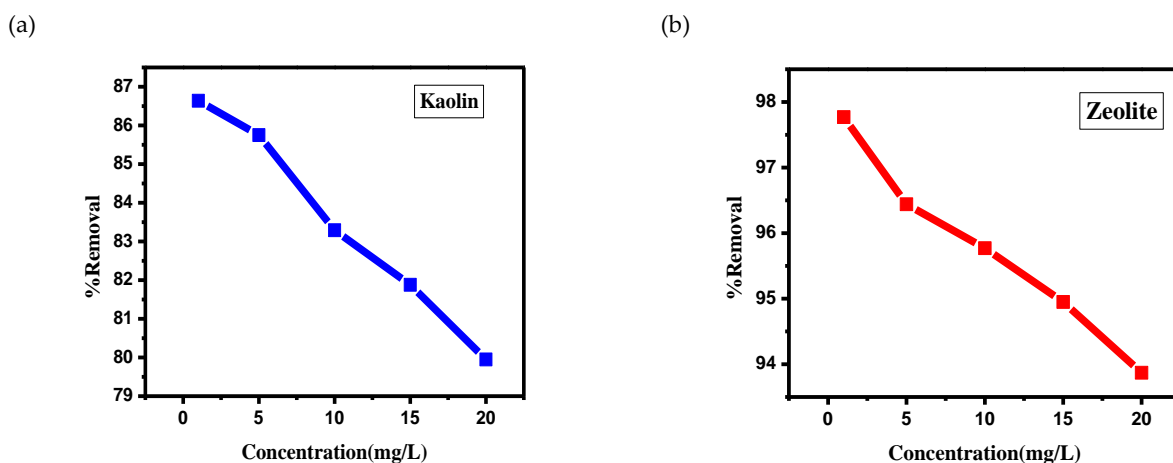 (a)
(b)
Kaolin
%Removal
87
86
85
84
83
82
81
80
79
0 5 10 15 20
Concentration(mg/L)
Zeolite
%Removal
98
97
96
95
94
0 5 10 15 20
Concentration(mg/L)